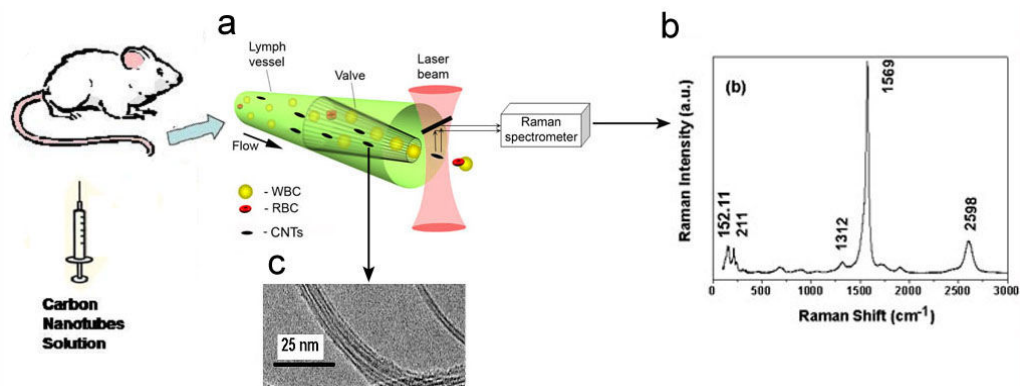 a
Lymph
vessel
Valve
Laser
beam
Flow
- WBC
- RBC
- CNTs
Raman
spectrometer
Carbon
Nanotubes
Solution
c
25 nm
b
(b)
1569
152.11
211
1312
2598
Raman Intensity (a.u.)
0 500 1000 1500 2000 2500 3000
Raman Shift (cm⁻¹)